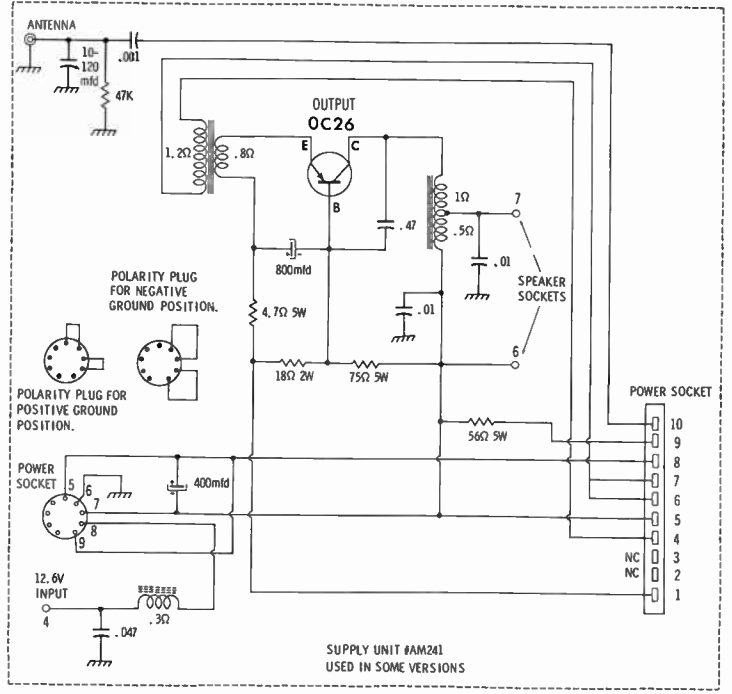 ANTENNA
.001
10-
120
mfd
47K
OUTPUT
OC26
E
C
B
1.2Ω
.8Ω
1Ω
.5Ω
7
.47
.01
800mfd
SPEAKER
SOCKETS
POLARITY PLUG
FOR NEGATIVE
GROUND POSITION.
4.7Ω 5W
.01
6
18Ω 2W
75Ω 5W
POLARITY PLUG FOR
POSITIVE GROUND
POSITION.
POWER SOCKET
56Ω 5W
10
9
8
7
6
5
4
NC 3
NC 2
1
POWER
SOCKET
5
6
7
8
9
400mfd
12.6V
INPUT
4
.3Ω
.047
SUPPLY UNIT #AM241
USED IN SOME VERSIONS